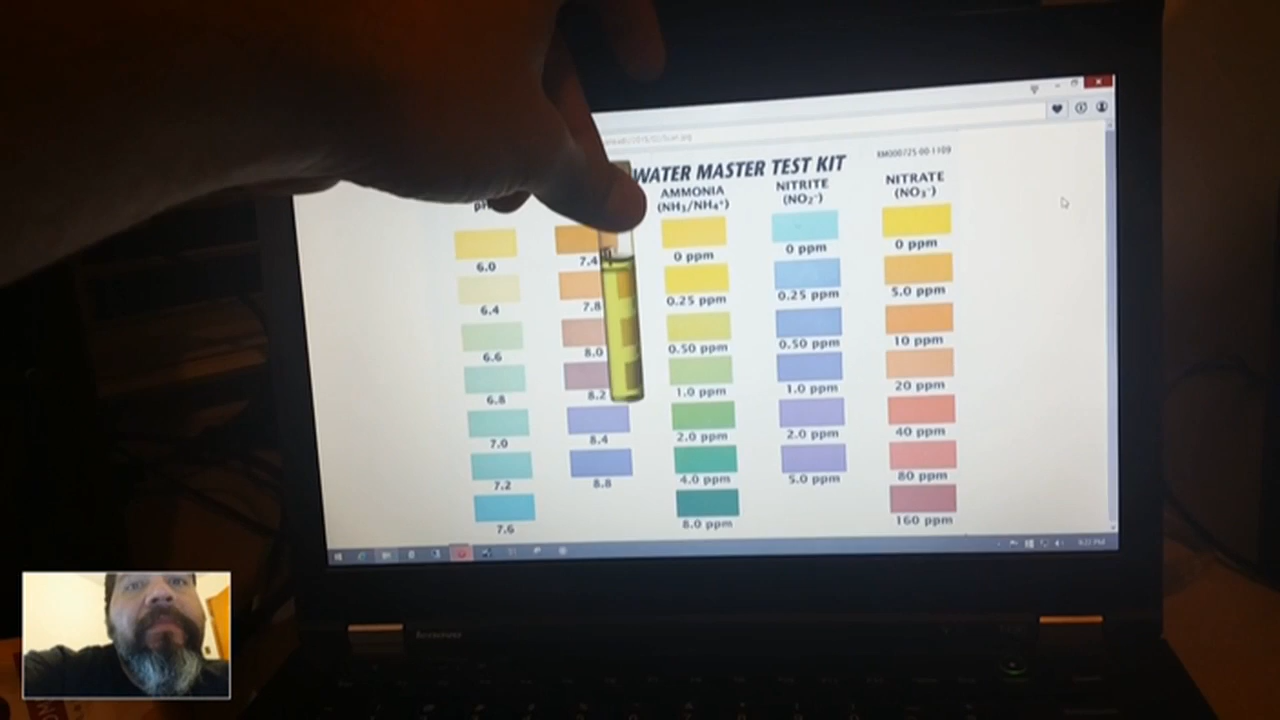 WATER MASTER TEST KIT
AMMONIA
(NH₃/NH₄⁺)
NITRITE
(NO₂⁻)
NITRATE
(NO₃⁻)
6.0
7.4
0 ppm
0 ppm
0 ppm
6.4
7.8
0.25 ppm
0.25 ppm
5.0 ppm
6.6
8.0
0.50 ppm
0.50 ppm
10 ppm
6.8
8.2
1.0 ppm
1.0 ppm
20 ppm
7.0
8.4
2.0 ppm
2.0 ppm
40 ppm
7.2
8.8
4.0 ppm
5.0 ppm
80 ppm
7.6
8.0 ppm
160 ppm
lenovo